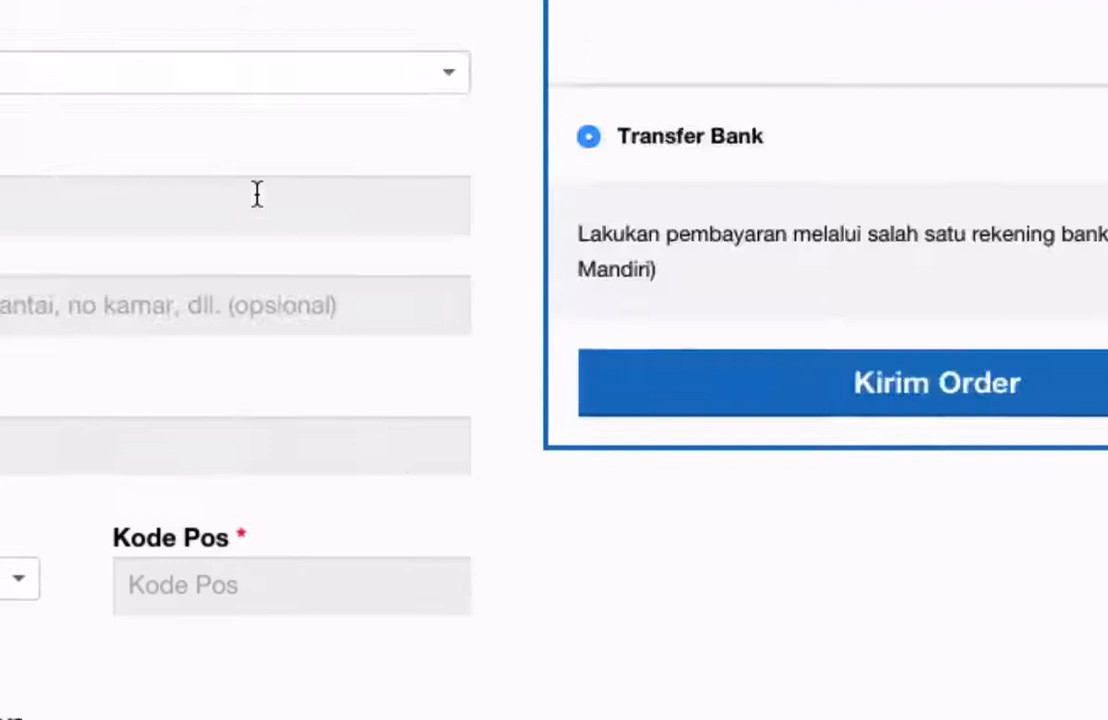 Transfer Bank
Lakukan pembayaran melalui salah satu rekening bank
Mandiri)
Kirim Order
antai, no kamar, dll. (opsional)
Kode Pos *
Kode Pos